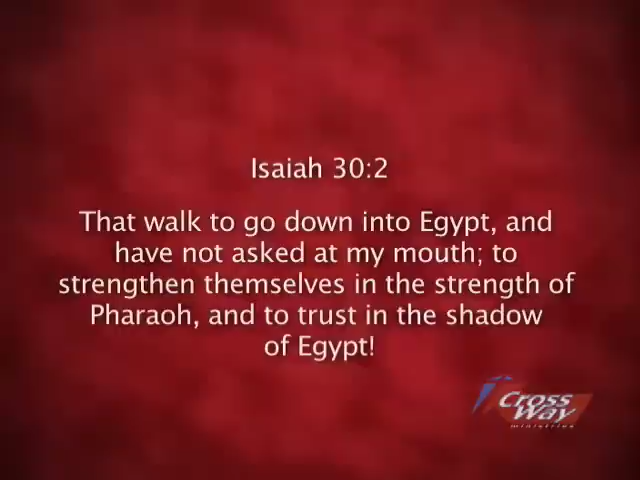 Isaiah 30:2
That walk to go down into Egypt, and
have not asked at my mouth; to
strengthen themselves in the strength of
Pharaoh, and to trust in the shadow
of Egypt!
Cross
Way
ministries